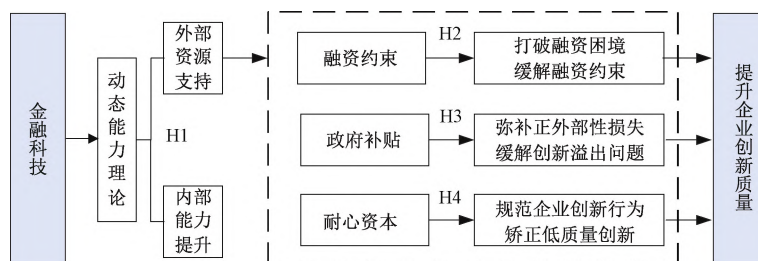 金融科技
动态能力理论
H1
外部
资源
支持
内部
能力
提升
融资约束
H2
打破融资困境
缓解融资约束
政府补贴
H3
弥补正外部性损失
缓解创新溢出问题
耐心资本
H4
规范企业创新行为
矫正低质量创新
提升企业创新质量